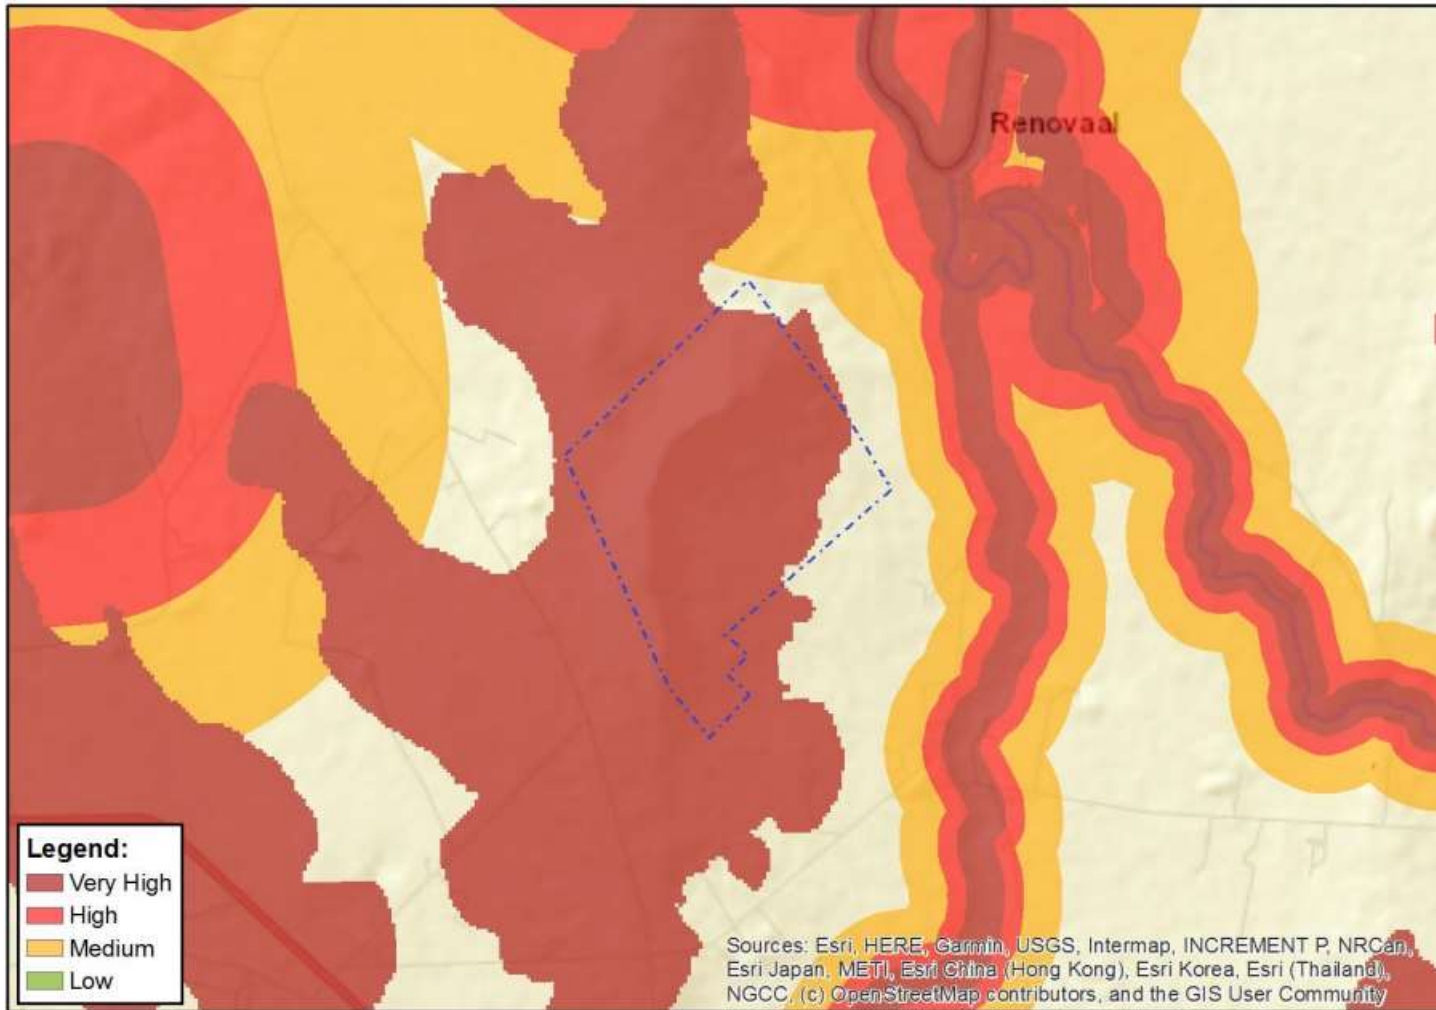 Renovaal
Legend:
Very High
High
Medium
Low
Sources: Esri, HERE, Garmin, USGS, Intermap, INCREMENT P, NRCan,
Esri Japan, METI, Esri China (Hong Kong), Esri Korea, Esri (Thailand),
NGCC, (c) OpenStreetMap contributors, and the GIS User Community